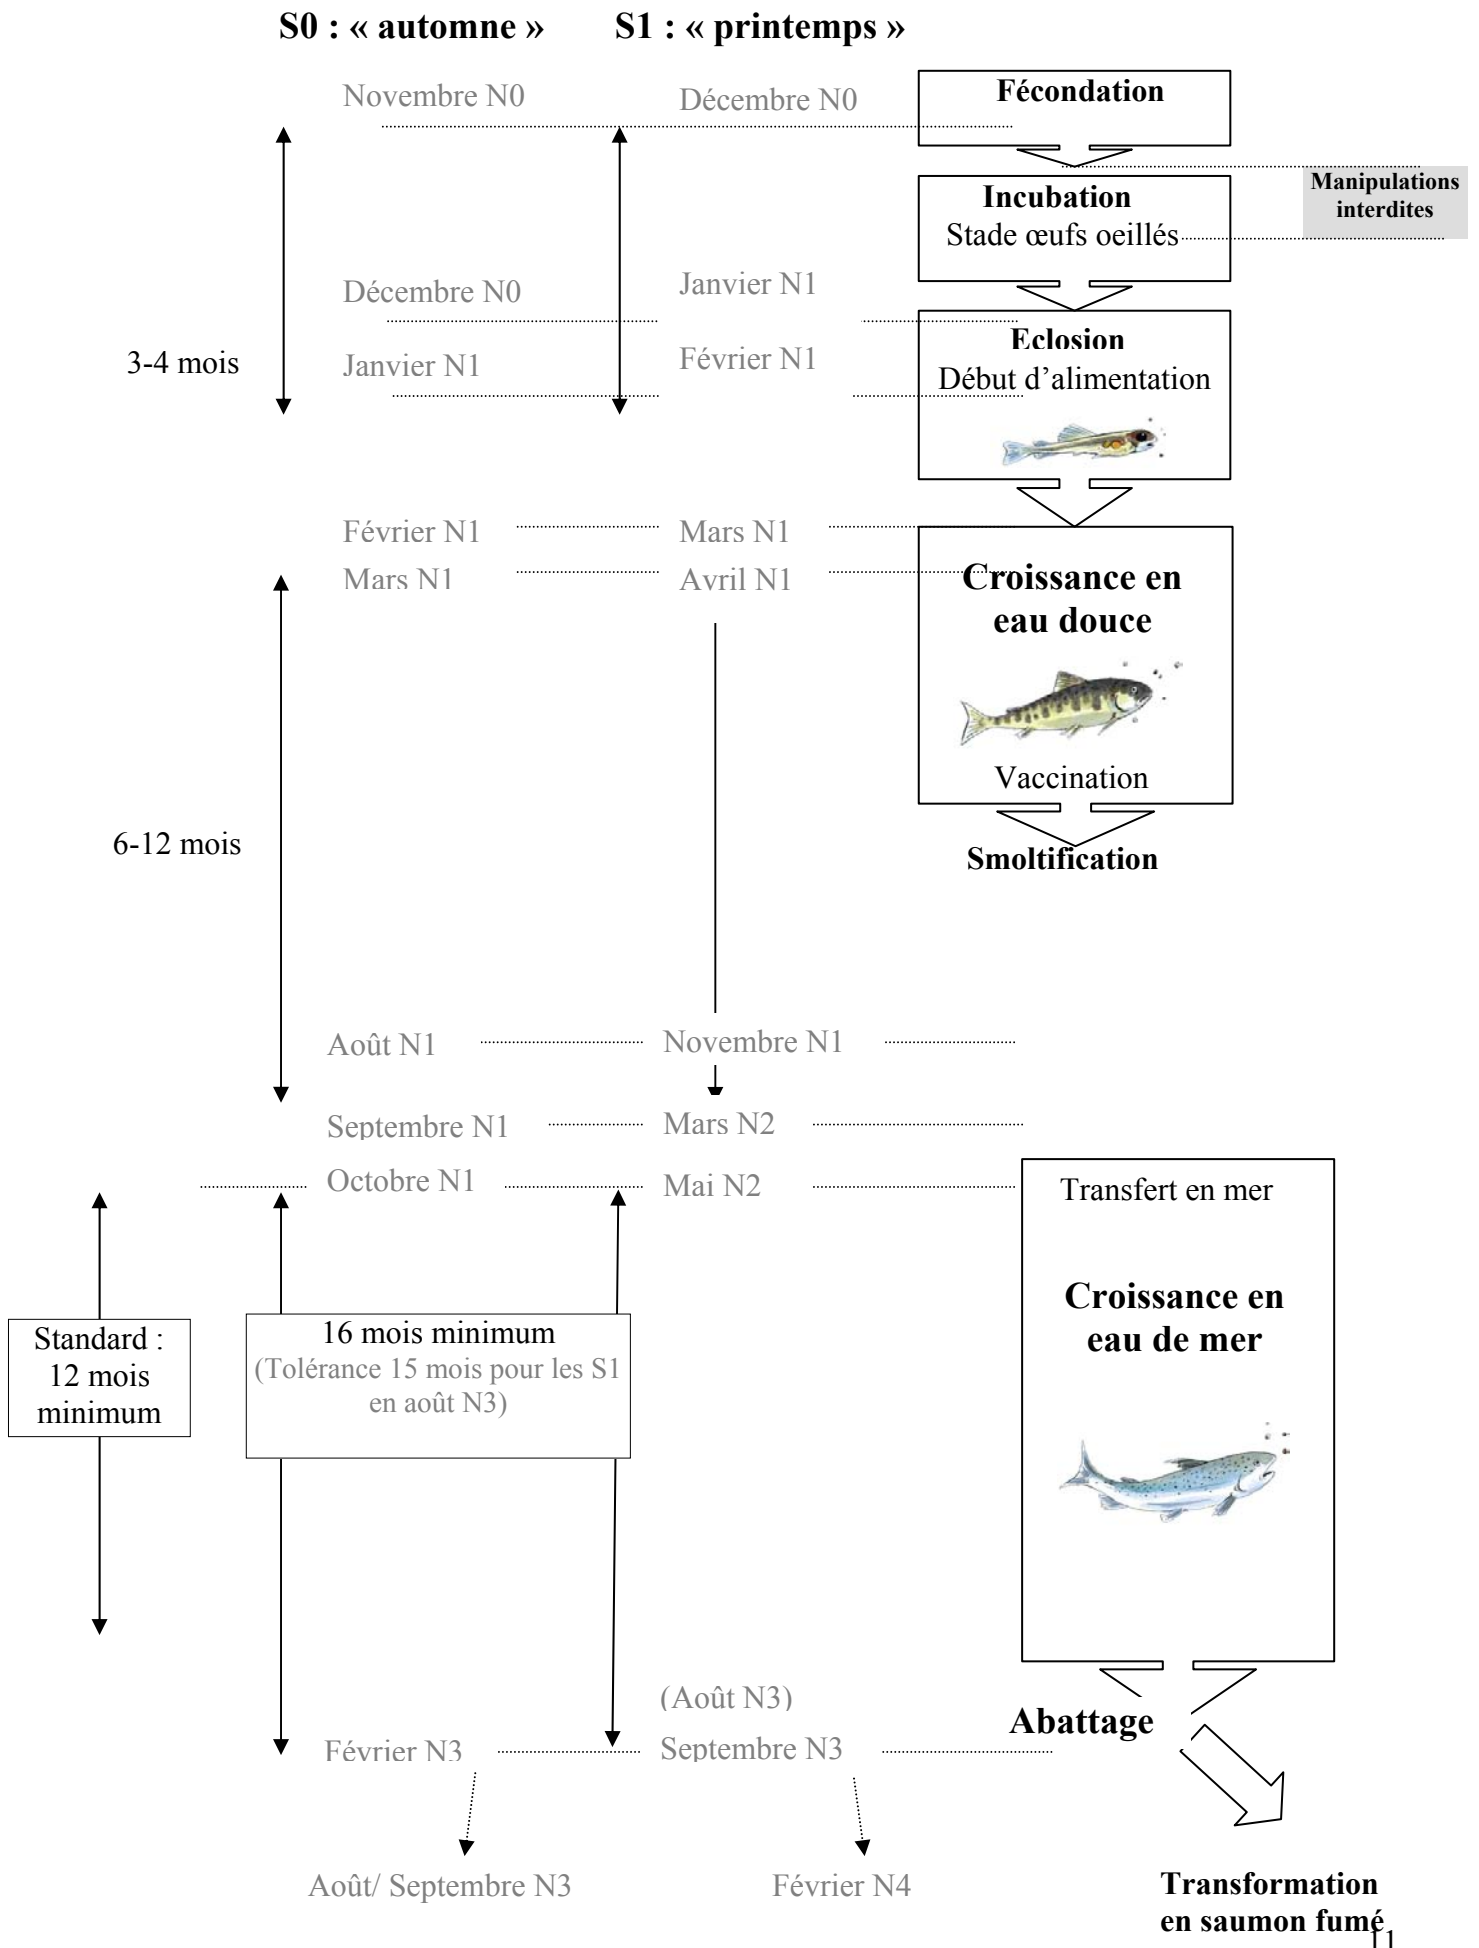 S0 : « automne » S1 : « printemps »
Novembre N0 Décembre N0 Fécondation
Manipulations
interdites
Incubation
Stade œufs oeillés
Décembre N0 Janvier N1
Eclosion
3-4 mois Janvier N1 Février N1
Début d’alimentation
Février N1 Mars N1
Mars N1 Avril N1
Croissance en
eau douce
Vaccination
6-12 mois
Smoltification
Août N1 Novembre N1
Septembre N1 Mars N2
Octobre N1 Mai N2 Transfert en mer
Croissance en
eau de mer
Standard :
12 mois
minimum
16 mois minimum
(Tolérance 15 mois pour les S1
en août N3)
(Août N3)
Abattage
Février N3 Septembre N3
Août/ Septembre N3 Février N4
Transformation
en saumon fumé
11